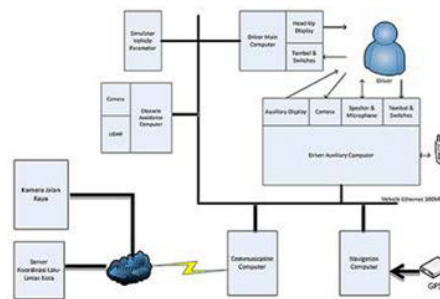 Simulator
Vehicle
Parameter
Driver Main
Computer
Head-Up
Display
Tombol &
Switches
Driver
Camera
LIDAR
Obstacle
Avoidance
Computer
Auxiliary Display
Camera
Speaker &
Microphone
Tombol &
Switches
Driver Auxiliary Computer
Kamera Jalan
Raya
Vehicle Ethernet 100M
Server
Koordinasi Lalu-
Lintas Kota
Communication
Computer
Navigation
Computer
GPS